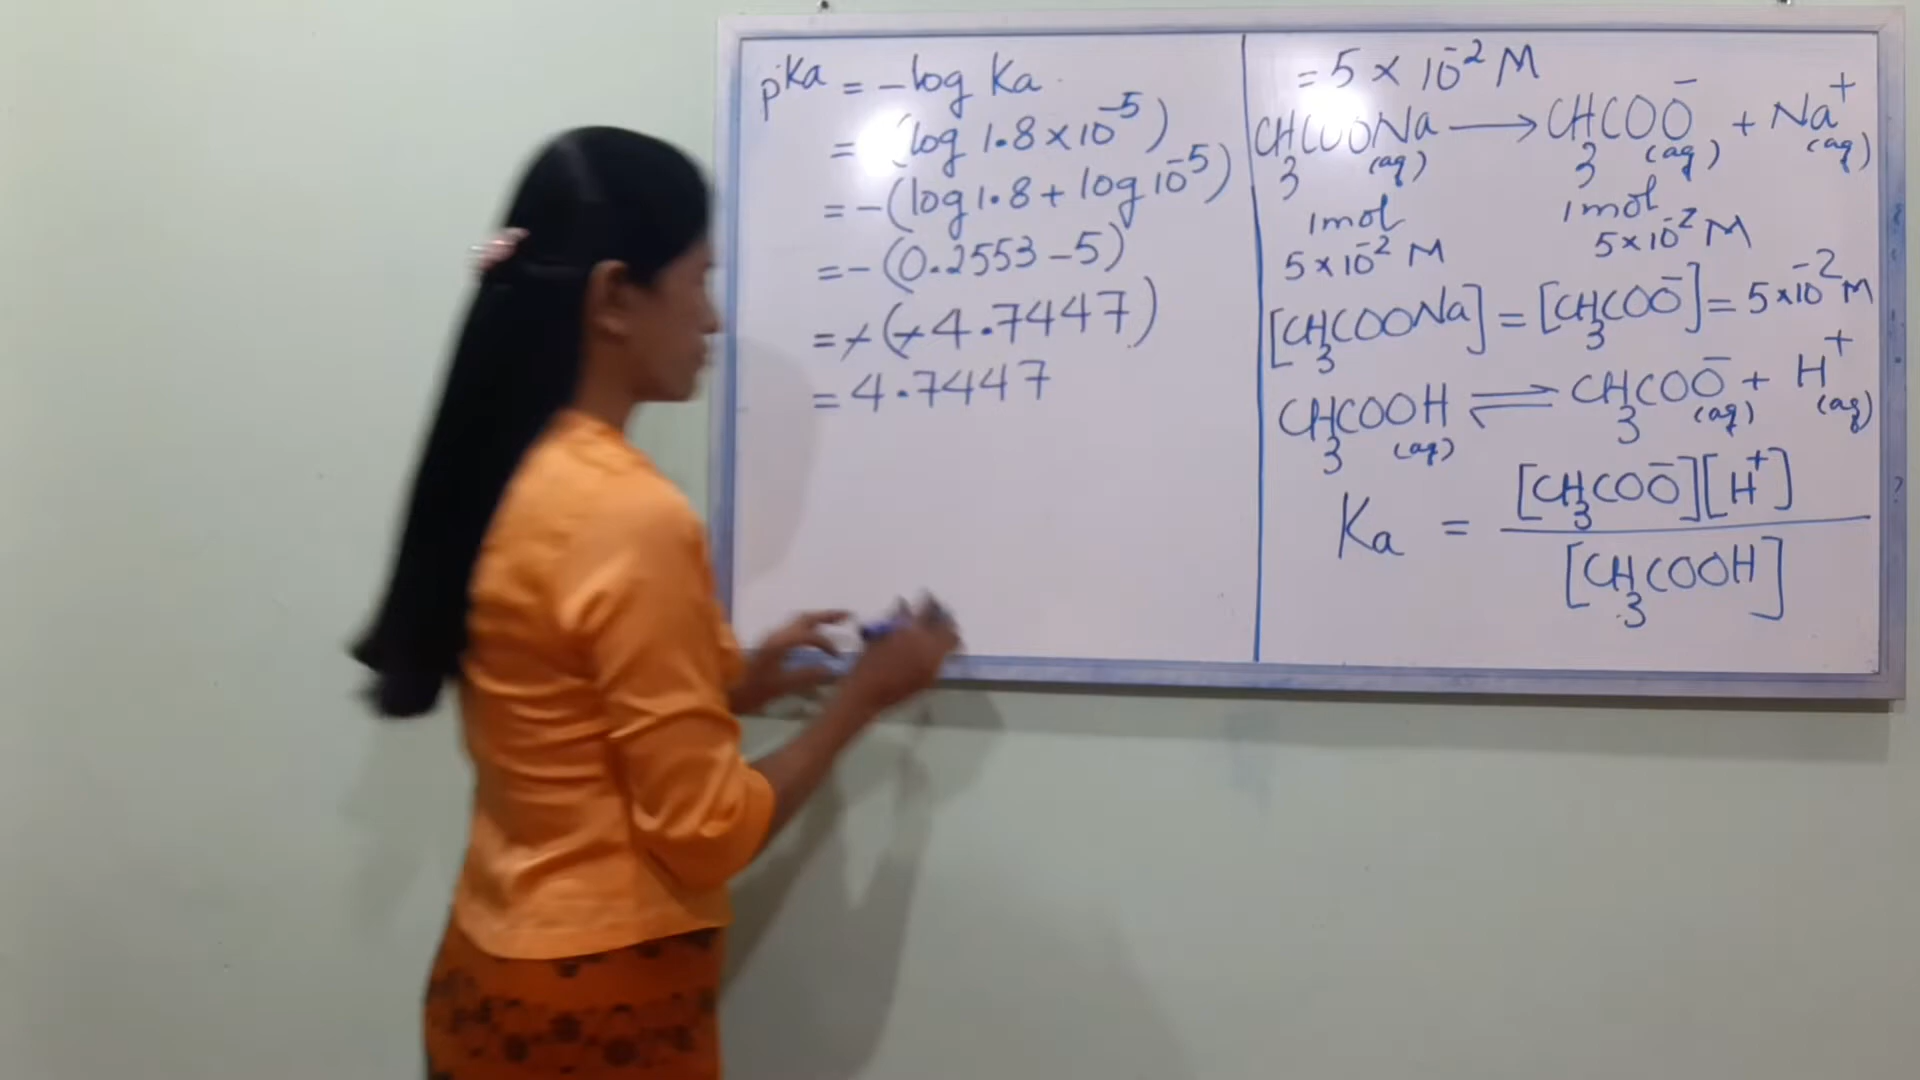 pKa = -log Ka
= (log 1.8 × 10⁻⁵)
= -(log 1.8 + log 10⁻⁵)
= -(0.2553 - 5)
= -(-4.7447)
= 4.7447
= 5 × 10⁻² M
CH₃COONa (aq) ⟶ CH₃COO⁻ (aq) + Na⁺ (aq)
1mol 1mol
5×10⁻² M 5×10⁻² M
[CH₃COONa] = [CH₃COO⁻] = 5×10⁻² M
CH₃COOH (aq) ⇌ CH₃COO⁻ (aq) + H⁺ (aq)
[CH₃COO⁻][H⁺]
Ka =
[CH₃COOH]